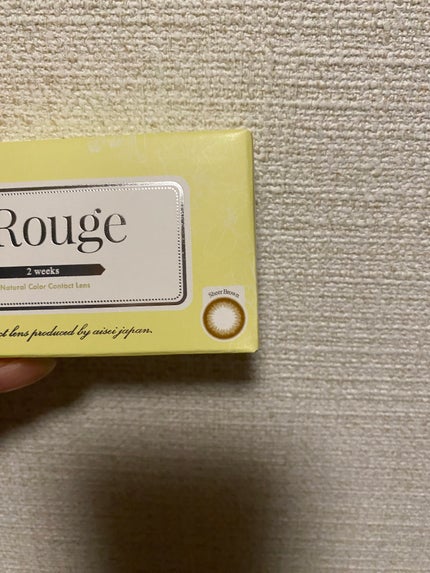 Rouge
2 weeks
Natural Color Contact Lens
lens produced by aisei japan.
Sheer Brown